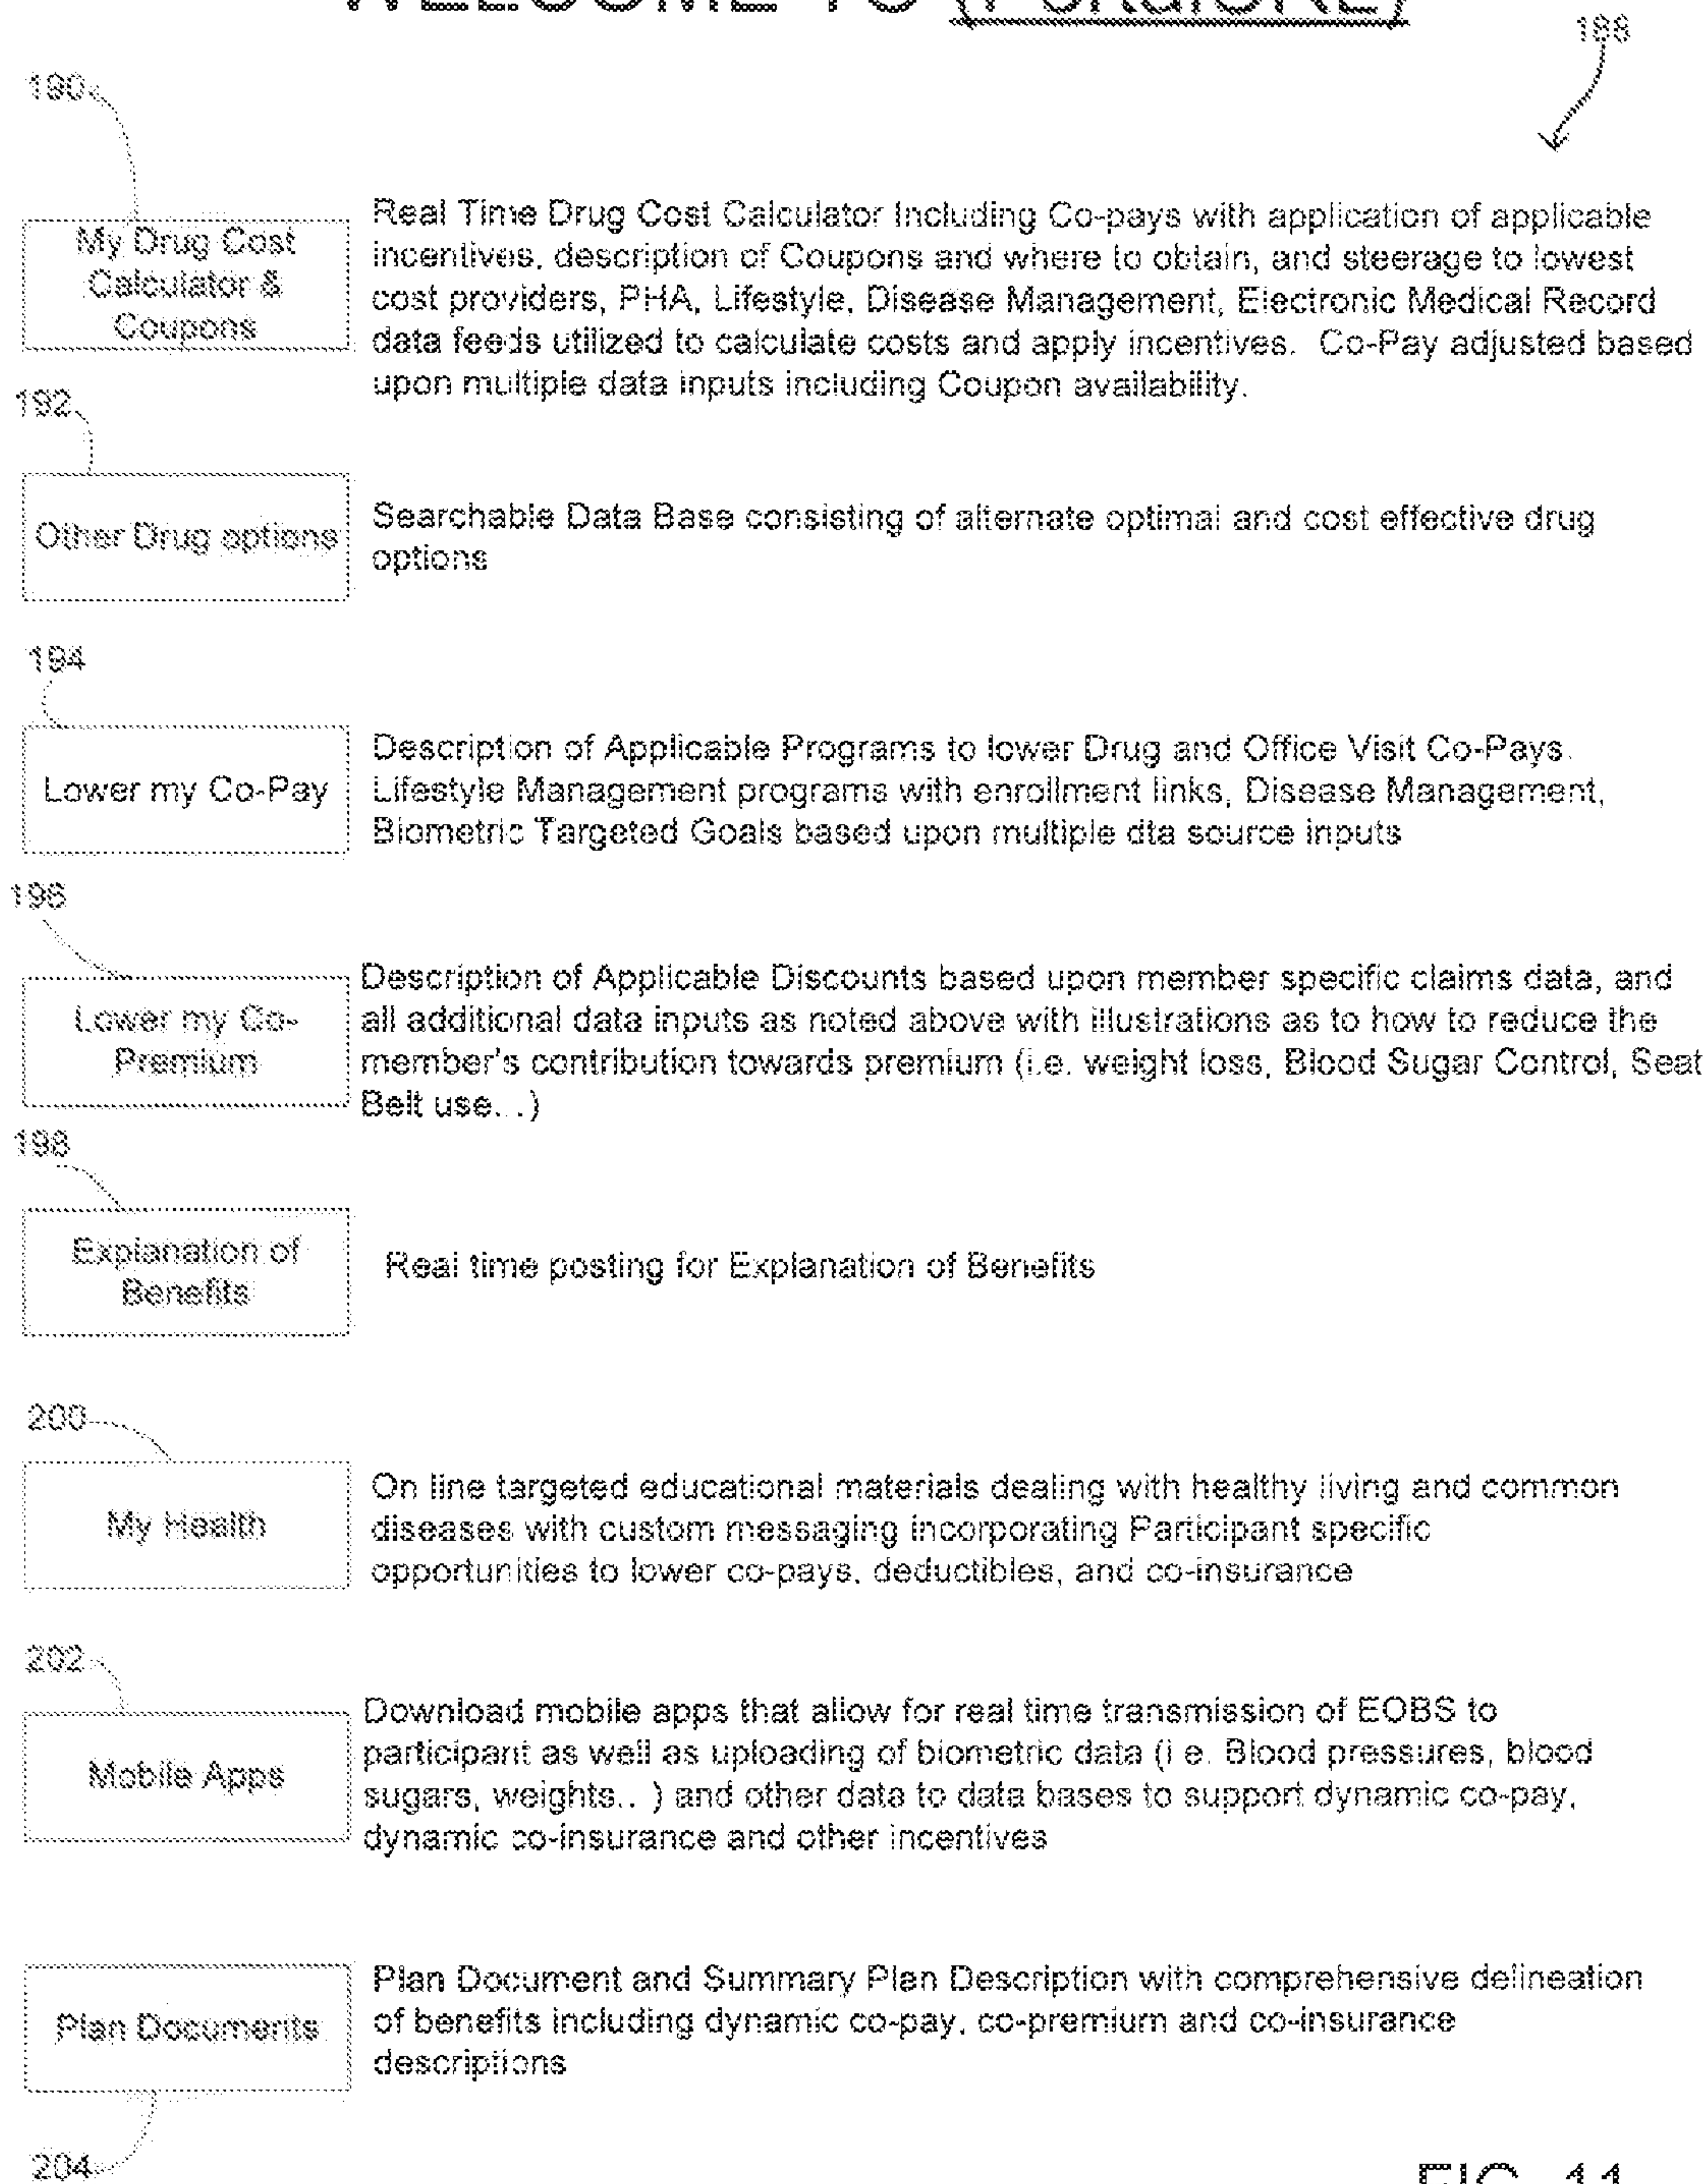 WELCOME TO
188
190
My Drug Cost
Calculator &
Coupons
Real Time Drug Cost Calculator Including Co-pays with application of applicable
incentives, description of Coupons and where to obtain, and steerage to lowest
cost providers, PHA, Lifestyle, Disease Management, Electronic Medical Record
data feeds utilized to calculate costs and apply incentives. Co-Pay adjusted based
upon multiple data inputs including Coupon availability.
192
Other Drug options
Searchable Data Base consisting of alternate optimal and cost effective drug
options
194
Lower my Co-Pay
Description of Applicable Programs to lower Drug and Office Visit Co-Pays.
Lifestyle Management programs with enrollment links, Disease Management,
Biometric Targeted Goals based upon multiple dta source inputs
196
Lower my Co-
Premium
Description of Applicable Discounts based upon member specific claims data, and
all additional data inputs as noted above with illustrations as to how to reduce the
member's contribution towards premium (i.e. weight loss, Blood Sugar Control, Seat
Belt use...)
198
Explanation of
Benefits
Real time posting for Explanation of Benefits
200
My Health
On line targeted educational materials dealing with healthy living and common
diseases with custom messaging incorporating Participant specific
opportunities to lower co-pays, deductibles, and co-insurance
202
Mobile Apps
Download mobile apps that allow for real time transmission of EOBS to
participant as well as uploading of biometric data (i e. Blood pressures, blood
sugars, weights.. ) and other data to data bases to support dynamic co-pay,
dynamic co-insurance and other incentives
Plan Documents
Plan Document and Summary Plan Description with comprehensive delineation
of benefits including dynamic co-pay, co-premium and co-insurance
descriptions
204
FIG. 11